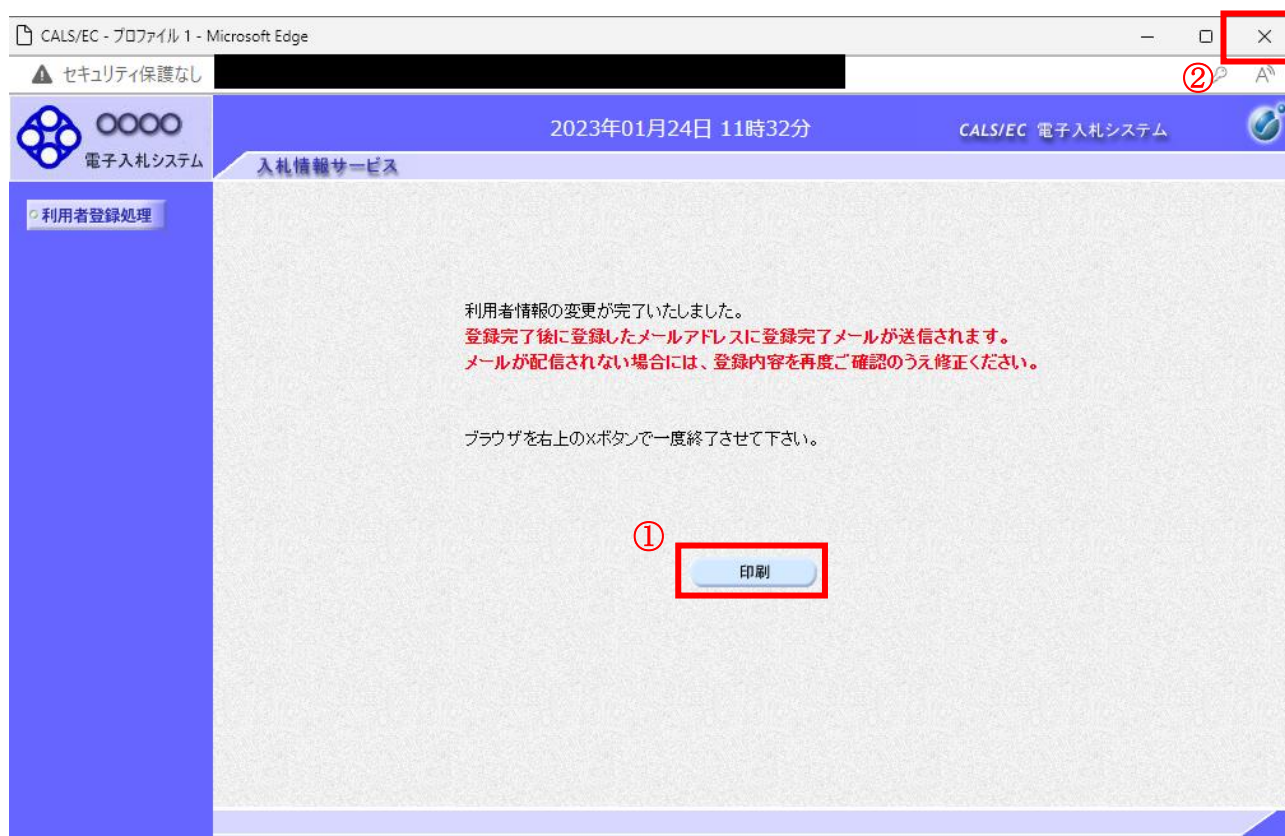 CALS/EC - プロファイル 1 - Microsoft Edge
セキュリティ保護なし
②
〇〇〇〇
電子入札システム
2023年01月24日 11時32分
CALS/EC 電子入札システム
入札情報サービス
利用者登録処理
利用者情報の変更が完了いたしました。
登録完了後に登録したメールアドレスに登録完了メールが送信されます。
メールが配信されない場合には、登録内容を再度ご確認のうえ修正ください。
ブラウザを右上の×ボタンで一度終了させて下さい。
①
印刷